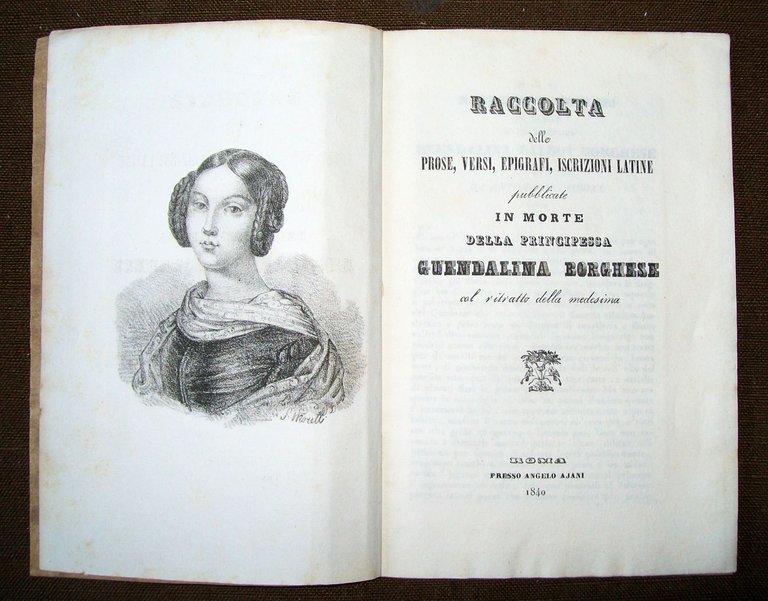 RACCOLTA
delle
PROSE, VERSI, EPIGRAFI, ISCRIZIONI LATINE
pubblicate
IN MORTE
DELLA PRINCIPESSA
GUENDALINA BORGHESE
col ritratto della medesima
ROMA
PRESSO ANGELO AJANI
1840